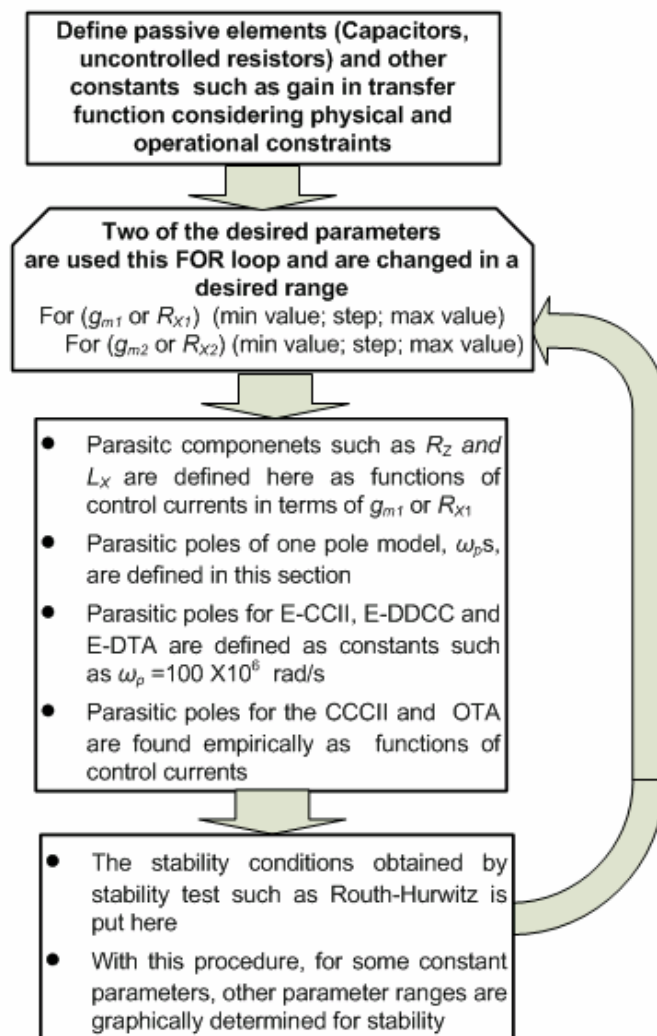 Define passive elements (Capacitors,
uncontrolled resistors) and other
constants such as gain in transfer
function considering physical and
operational constraints
Two of the desired parameters
are used this FOR loop and are changed in a
desired range
For (gm1 or RX1) (min value; step; max value)
For (gm2 or RX2) (min value; step; max value)
● Parasitc componenets such as RZ and
LX are defined here as functions of
control currents in terms of gm1 or RX1
● Parasitic poles of one pole model, ωps,
are defined in this section
● Parasitic poles for E-CCII, E-DDCC and
E-DTA are defined as constants such
as ωp =100 X10⁶ rad/s
● Parasitic poles for the CCCII and OTA
are found empirically as functions of
control currents
● The stability conditions obtained by
stability test such as Routh-Hurwitz is
put here
● With this procedure, for some constant
parameters, other parameter ranges are
graphically determined for stability